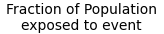 Fraction of Population
exposed to event